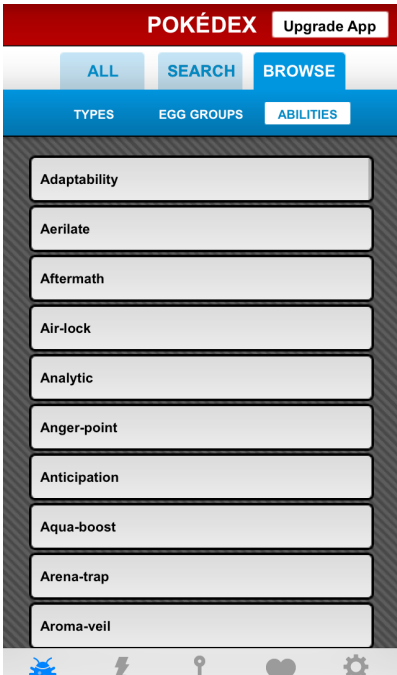 POKÉDEX Upgrade App
ALL SEARCH BROWSE
TYPES EGG GROUPS ABILITIES
Adaptability
Aerilate
Aftermath
Air-lock
Analytic
Anger-point
Anticipation
Aqua-boost
Arena-trap
Aroma-veil